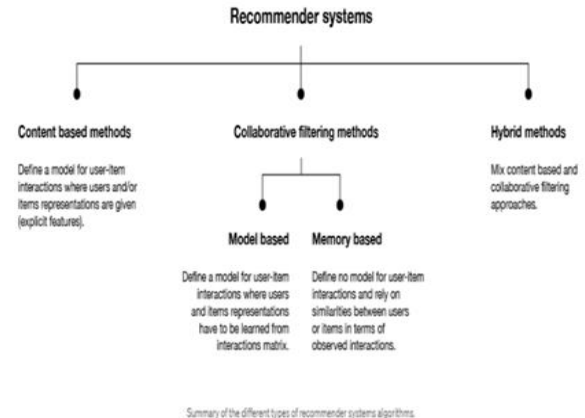 Recommender systems
Content based methods
Define a model for user-item
interactions where users and/or
items representations are given
(explicit features).
Collaborative filtering methods
Model based
Define a model for user-item
interactions where users
and items representations
have to be learned from
interactions matrix.
Memory based
Define no model for user-item
interactions and rely on
similarities between users
or items in terms of
observed interactions.
Hybrid methods
Mix content based and
collaborative filtering
approaches.
Summary of the different types of recommender systems algorithms.